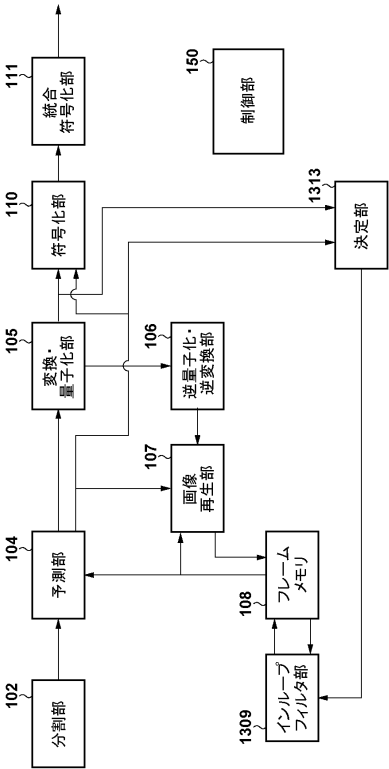 102
分割部
104
予測部
105
変換・
量子化部
110
符号化部
111
統合
符号化部
106
逆量子化・
逆変換部
107
画像
再生部
108
フレーム
メモリ
1309
インループ
フィルタ部
1313
決定部
150
制御部